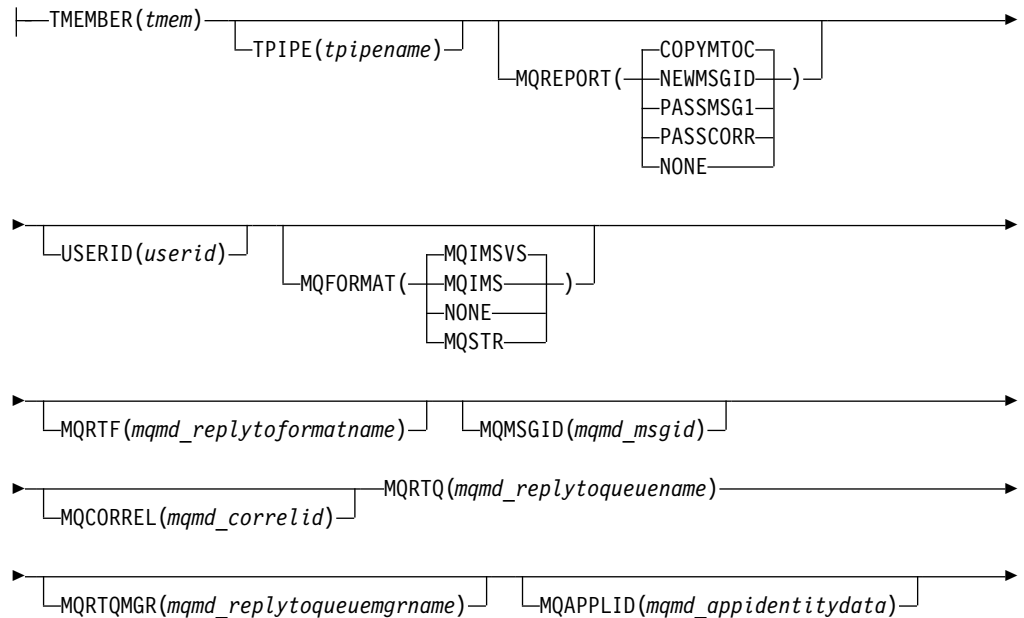 TMEMBER(tmem)
TPIPE(tpipename)
MQREPORT( COPYMTOC )
NEWMSGID
PASSMSG1
PASSCORR
NONE
USERID(userid)
MQFORMAT( MQIMSVS )
MQIMS
NONE
MQSTR
MQRTF(mqmd_replytoformatname) MQMSGID(mqmd_msgid)
MQCORREL(mqmd_correlid) MQRTQ(mqmd_replytoqueuename)
MQRTQMGR(mqmd_replytoqueuemgrname) MQAPPLID(mqmd_appidentitydata)